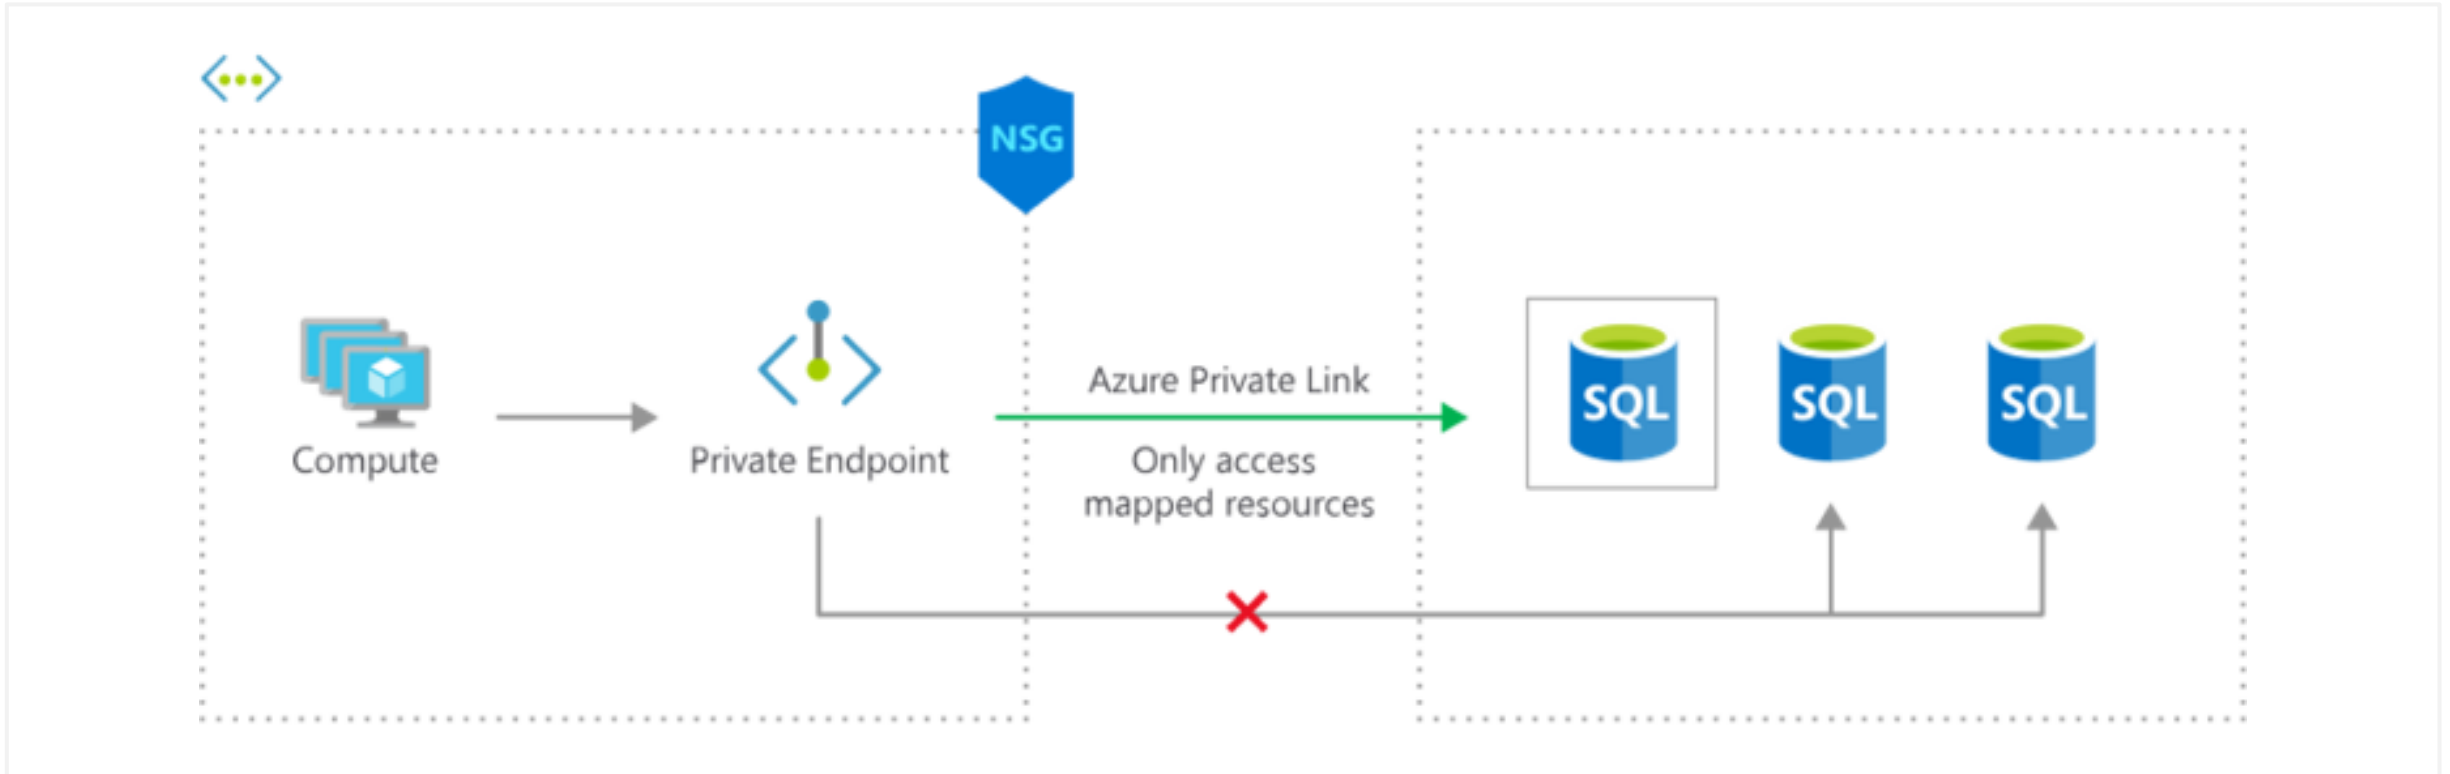 NSG
Compute
Private Endpoint
Azure Private Link
Only access
mapped resources
SQL
SQL
SQL